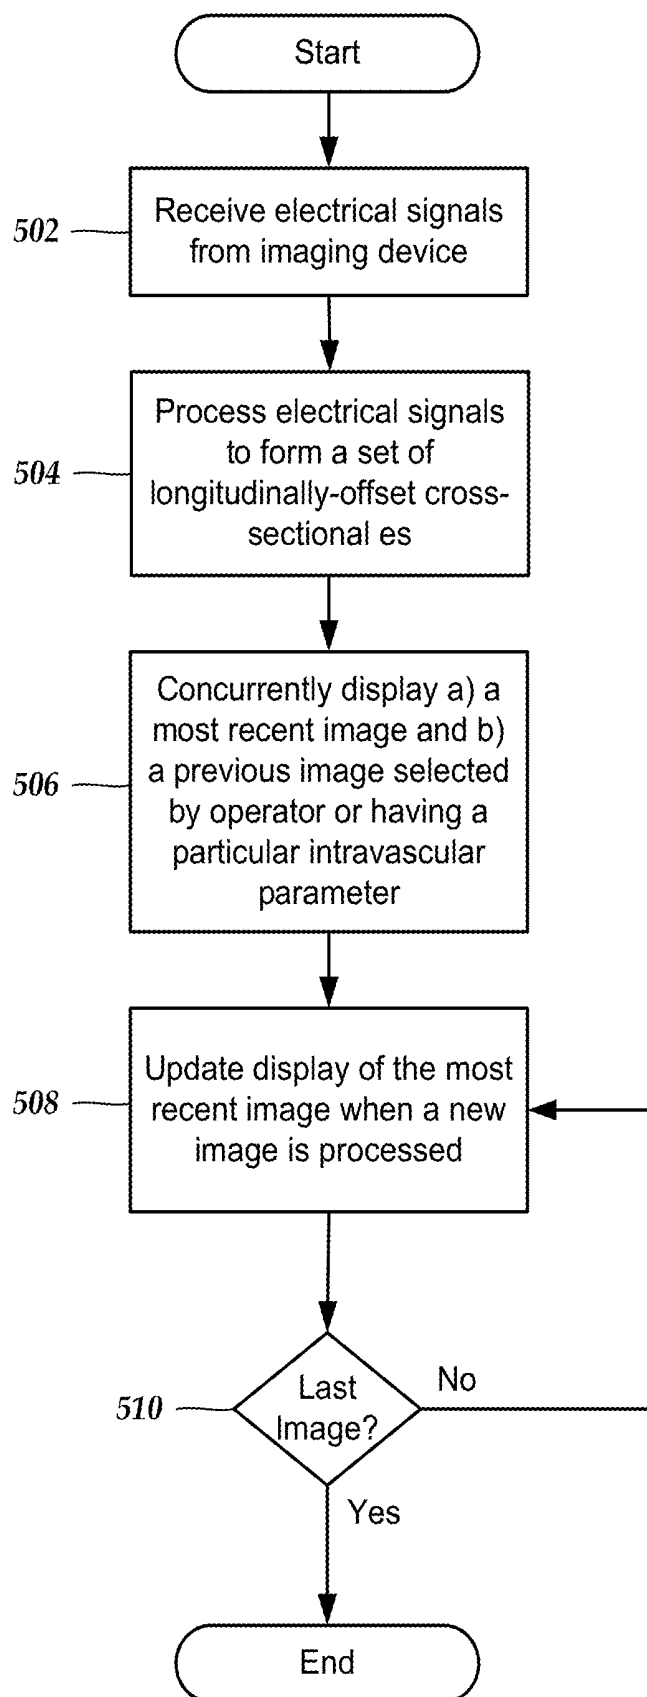 Start
502
Receive electrical signals
from imaging device
504
Process electrical signals
to form a set of
longitudinally-offset cross-
sectional es
506
Concurrently display a) a
most recent image and b)
a previous image selected
by operator or having a
particular intravascular
parameter
508
Update display of the most
recent image when a new
image is processed
510
Last
Image?
No
Yes
End